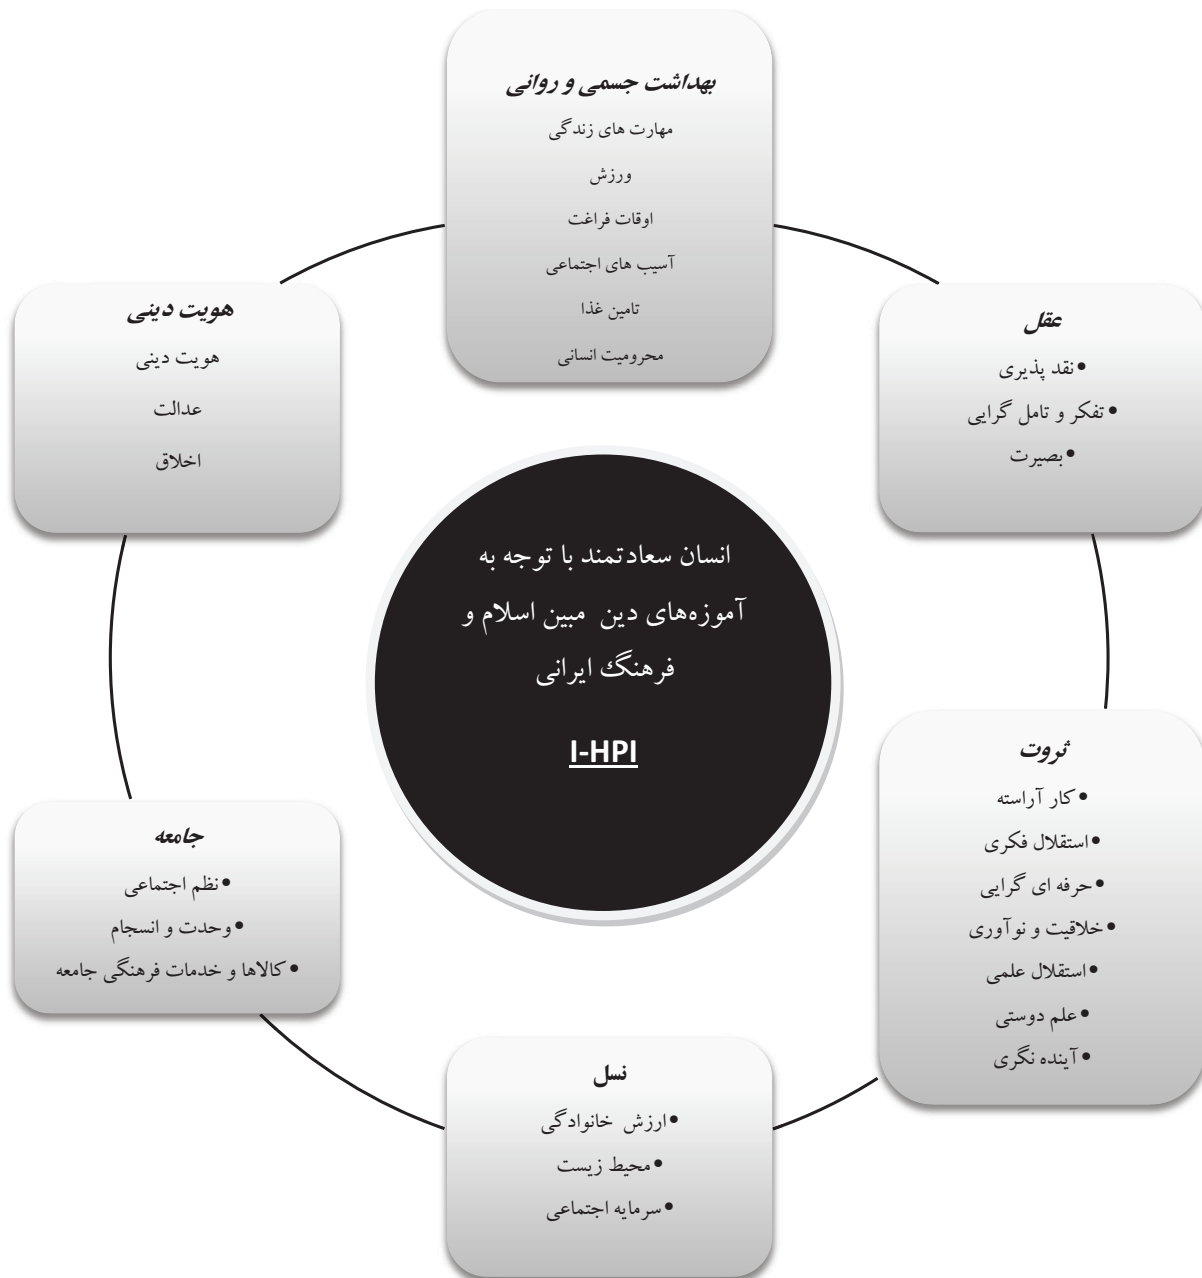 بهداشت جسمی و روانی
مهارت های زندگی
ورزش
اوقات فراغت
آسیب های اجتماعی
تامین غذا
محرومیت انسانی
عقل
•نقد پذیری
•تفکر و تامل گرایی
•بصیرت
ثروت
•کار آراسته
•استقلال فکری
•حرفه ای گرایی
•خلاقیت و نوآوری
•استقلال علمی
•علم دوستی
•آینده نگری
نسل
•ارزش خانوادگی
•محیط زیست
•سرمایه اجتماعی
جامعه
•نظم اجتماعی
•وحدت و انسجام
•کالاها و خدمات فرهنگی جامعه
هویت دینی
هویت دینی
عدالت
اخلاق
انسان سعادتمند با توجه به
آموزه‌های دین مبین اسلام و
فرهنگ ایرانی
I-HPI